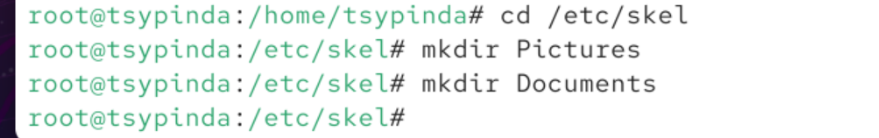 root@tsypinda:/home/tsypinda# cd /etc/skel
root@tsypinda:/etc/skel# mkdir Pictures
root@tsypinda:/etc/skel# mkdir Documents
root@tsypinda:/etc/skel#